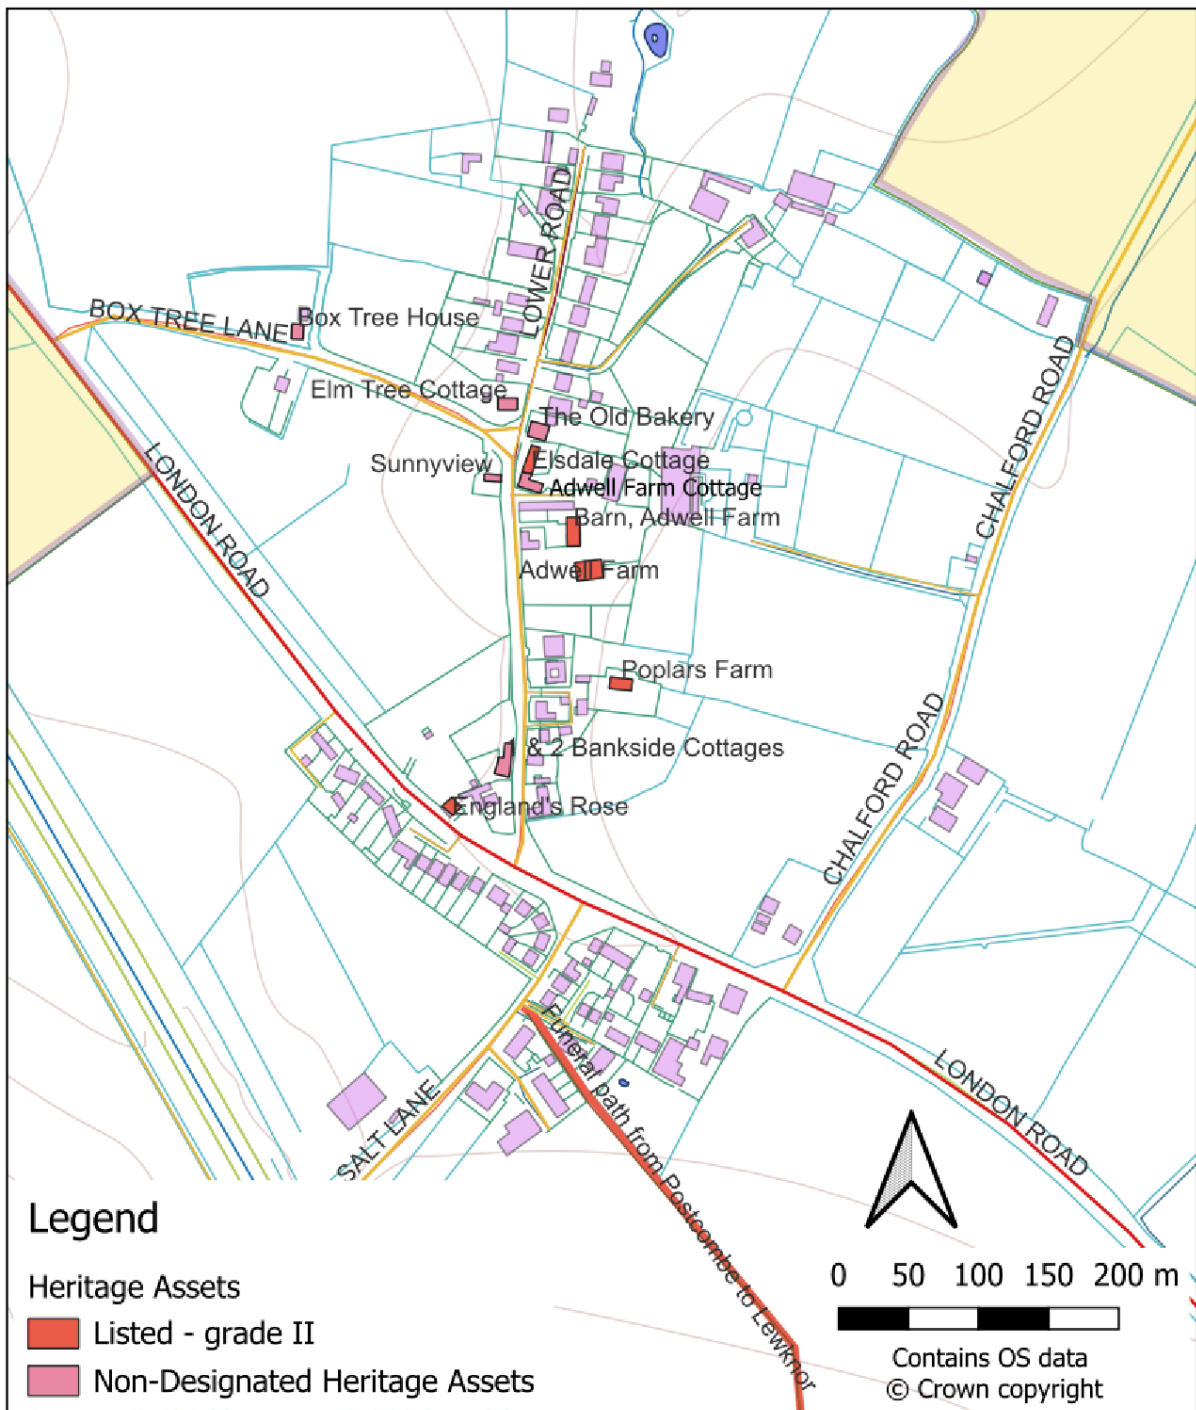 LOWER ROAD
BOX TREE LANE
Box Tree House
Elm Tree Cottage
The Old Bakery
CHALFORD ROAD
Sunnyview
Elsdale Cottage
Adwell Farm Cottage
LONDON ROAD
Barn, Adwell Farm
Adwell Farm
Poplars Farm
CHALFORD ROAD
& 2 Bankside Cottages
England's Rose
Funeral path from Postcombe to Lewknor
LONDON ROAD
SALT LANE
Legend
Heritage Assets
Listed - grade II
Non-Designated Heritage Assets
0 50 100 150 200 m
Contains OS data
© Crown copyright